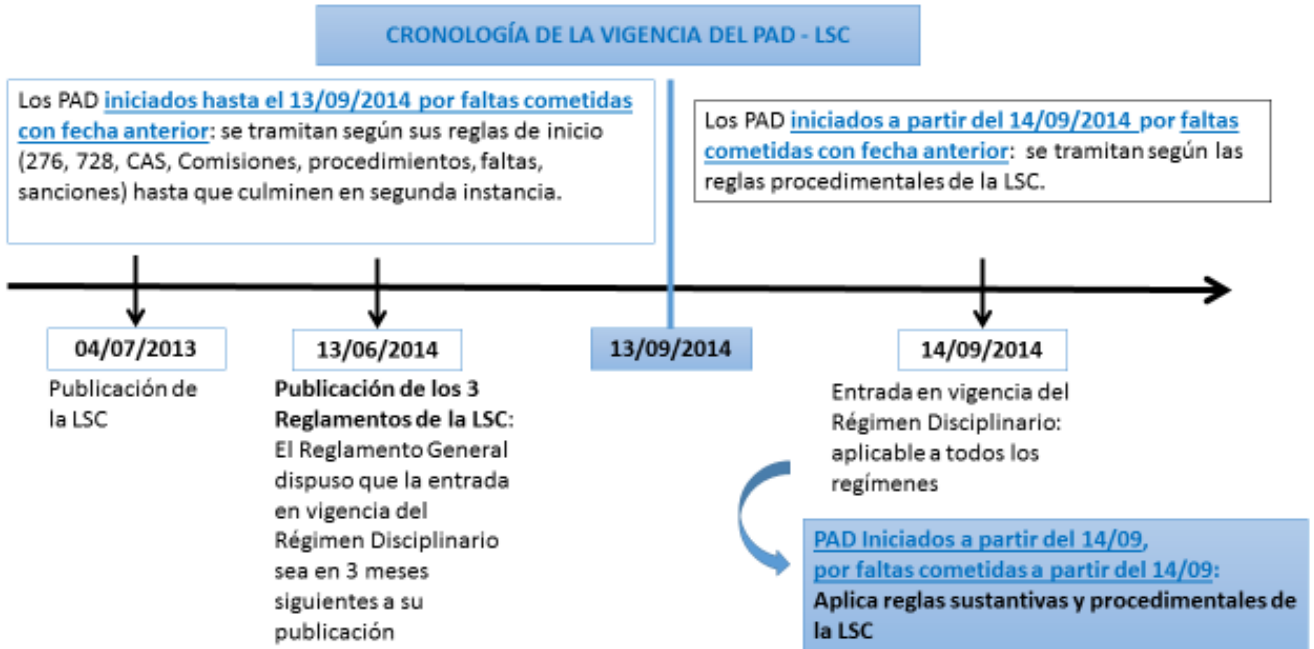 CRONOLOGÍA DE LA VIGENCIA DEL PAD - LSC
Los PAD iniciados hasta el 13/09/2014 por faltas cometidas
con fecha anterior: se tramitan según sus reglas de inicio
(276, 728, CAS, Comisiones, procedimientos, faltas,
sanciones) hasta que culminen en segunda instancia.
Los PAD iniciados a partir del 14/09/2014 por faltas
cometidas con fecha anterior: se tramitan según las
reglas procedimentales de la LSC.
04/07/2013
Publicación de
la LSC
13/06/2014
Publicación de los 3
Reglamentos de la LSC:
El Reglamento General
dispuso que la entrada
en vigencia del
Régimen Disciplinario
sea en 3 meses
siguientes a su
publicación
13/09/2014
14/09/2014
Entrada en vigencia del
Régimen Disciplinario:
aplicable a todos los
regímenes
PAD Iniciados a partir del 14/09,
por faltas cometidas a partir del 14/09:
Aplica reglas sustantivas y procedimentales de
la LSC